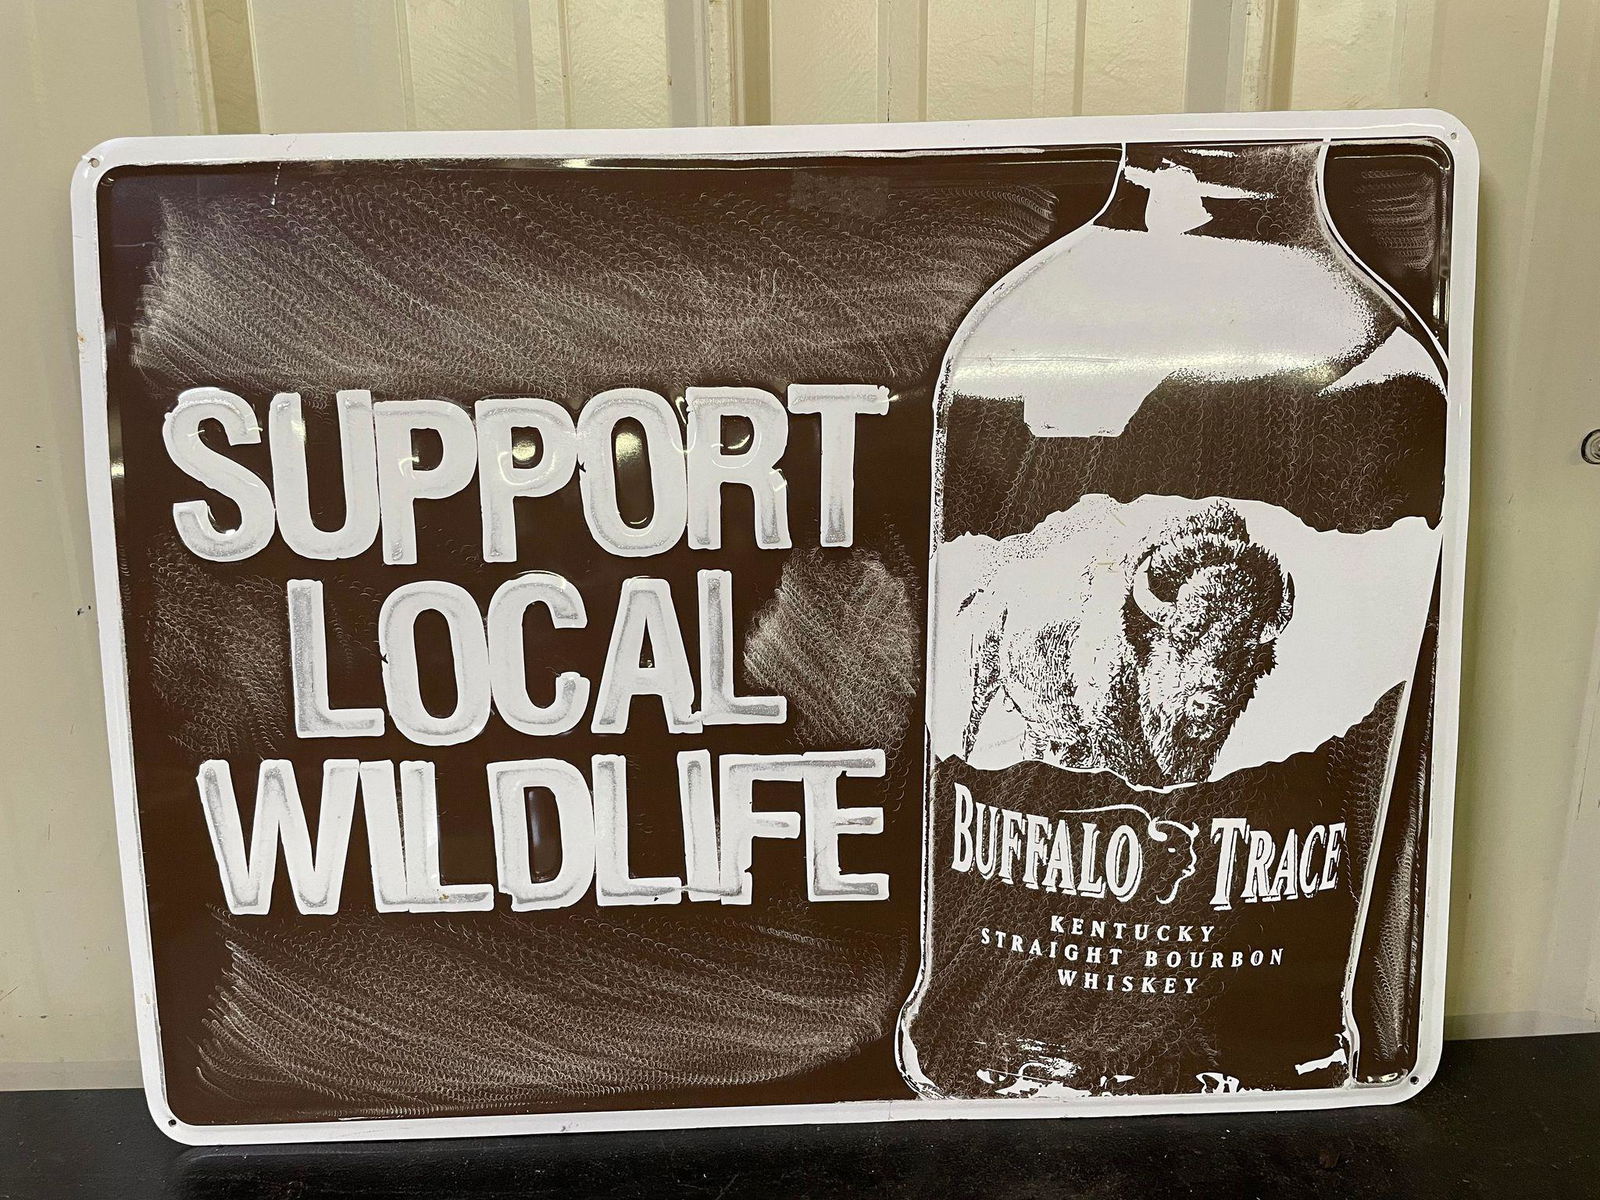 SUPPORT
LOCAL
WILDLIFE
BUFFALO TRACE
KENTUCKY
STRAIGHT BOURBON
WHISKEY